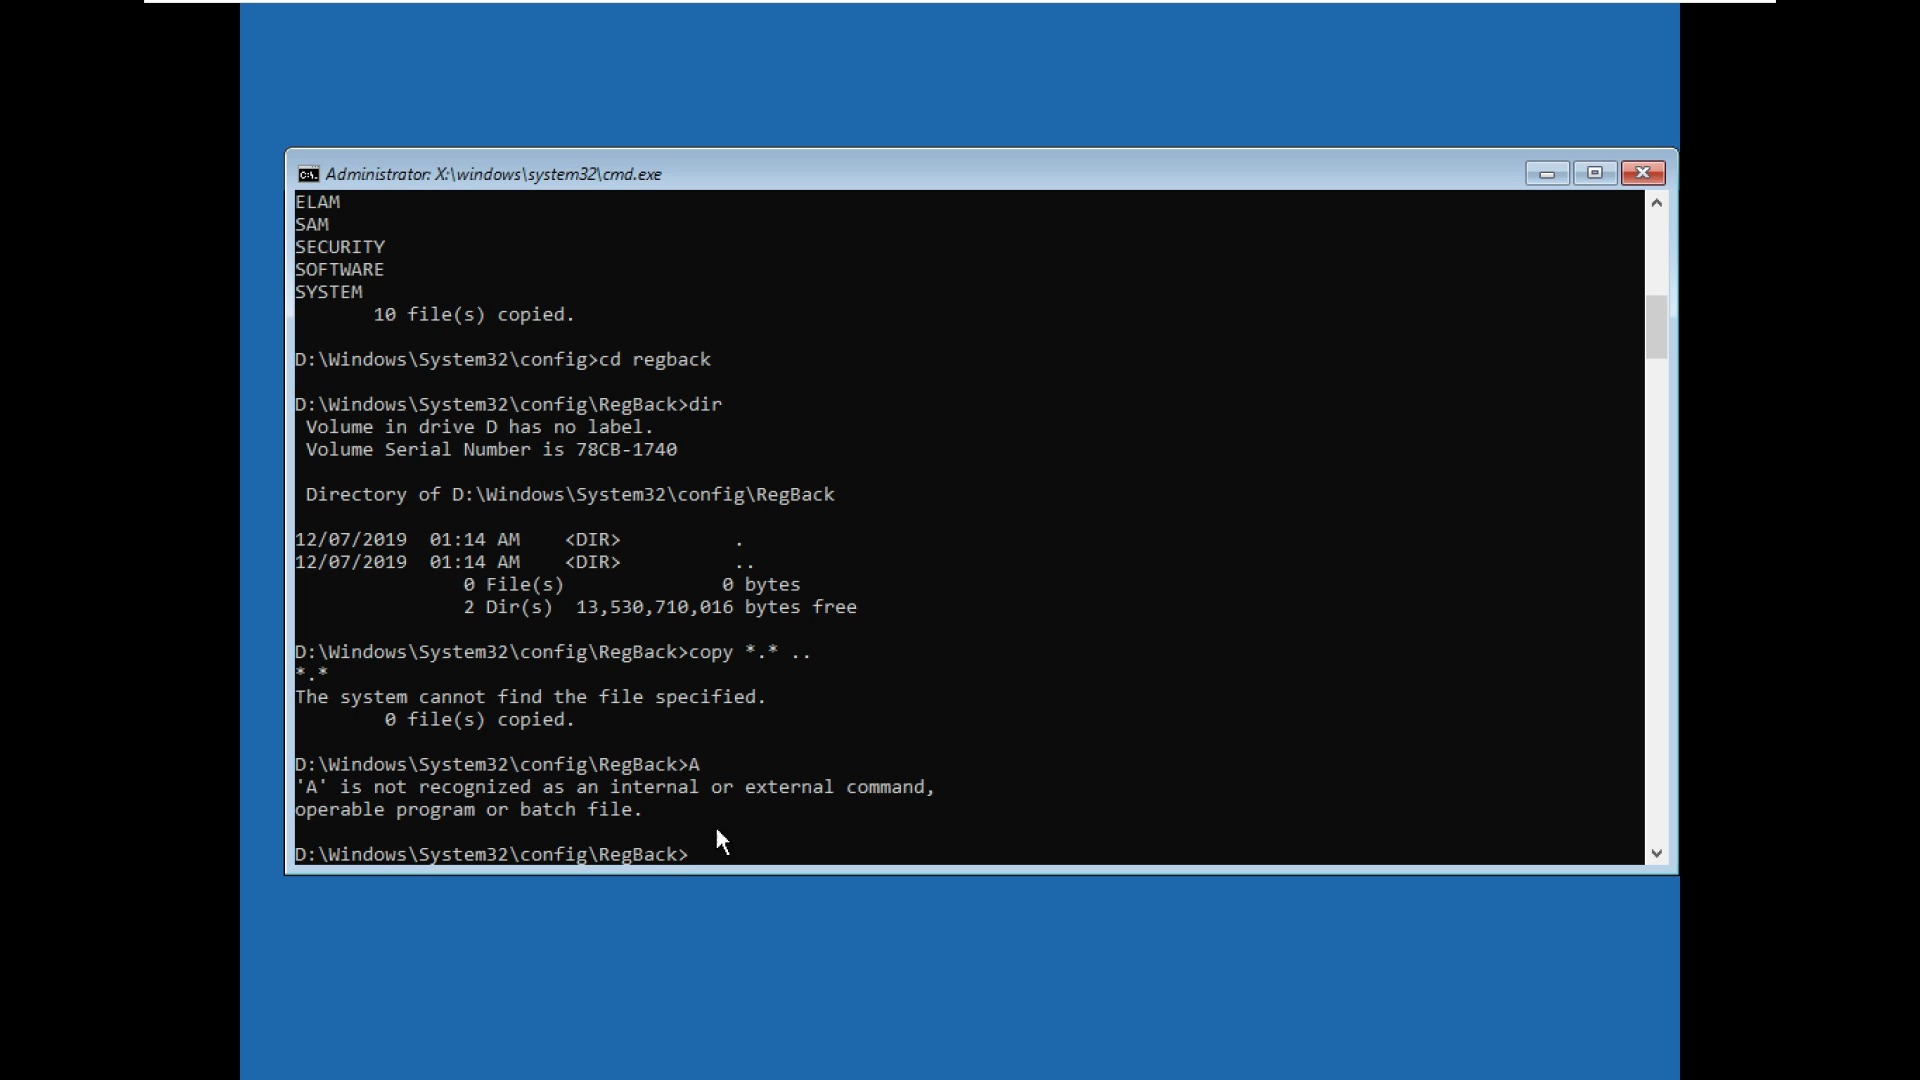 Administrator: X:\windows\system32\cmd.exe
ELAM
SAM
SECURITY
SOFTWARE
SYSTEM
10 file(s) copied.
D:\Windows\System32\config>cd regback
D:\Windows\System32\config\RegBack>dir
Volume in drive D has no label.
Volume Serial Number is 78CB-1740
Directory of D:\Windows\System32\config\RegBack
12/07/2019  01:14 AM    <DIR>          .
12/07/2019  01:14 AM    <DIR>          ..
0 File(s)              0 bytes
2 Dir(s)  13,530,710,016 bytes free
D:\Windows\System32\config\RegBack>copy *.* ..
*.*
The system cannot find the file specified.
0 file(s) copied.
D:\Windows\System32\config\RegBack>A
'A' is not recognized as an internal or external command,
operable program or batch file.
D:\Windows\System32\config\RegBack>